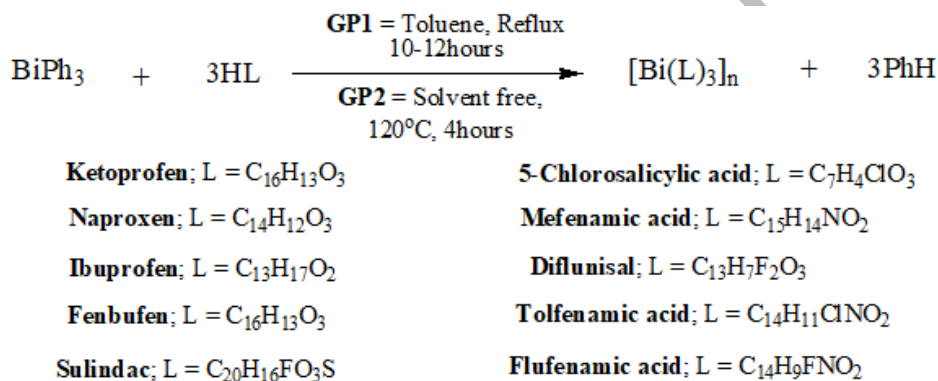 GP1 = Toluene, Reflux
10-12hours
BiPh₃ + 3HL [Bi(L)₃]ₙ + 3PhH
GP2 = Solvent free,
120°C, 4hours
Ketoprofen; L = C₁₆H₁₃O₃
5-Chlorosalicylic acid; L = C₇H₄ClO₃
Naproxen; L = C₁₄H₁₂O₃
Mefenamic acid; L = C₁₅H₁₄NO₂
Ibuprofen; L = C₁₃H₁₇O₂
Diflunisal; L = C₁₃H₇F₂O₃
Fenbufen; L = C₁₆H₁₃O₃
Tolfenamic acid; L = C₁₄H₁₁ClNO₂
Sulindac; L = C₂₀H₁₆FO₃S
Flufenamic acid; L = C₁₄H₉FNO₂